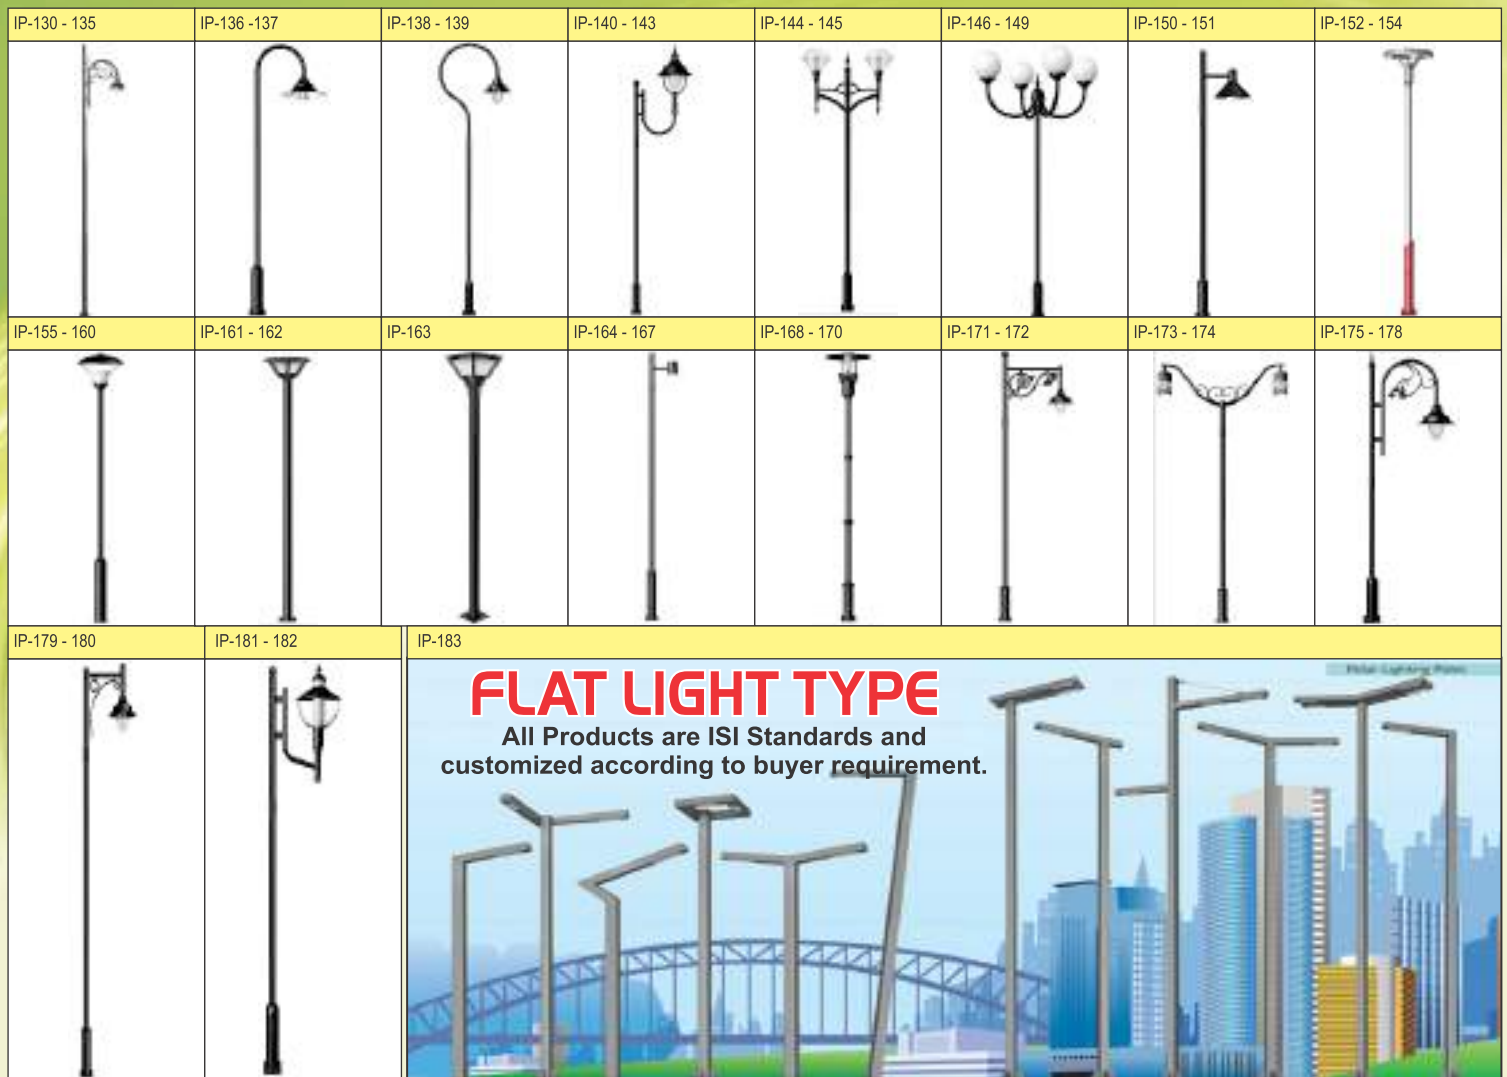 IP-130 - 135
IP-136 -137
IP-138 - 139
IP-140 - 143
IP-144 - 145
IP-146 - 149
IP-150 - 151
IP-152 - 154
IP-155 - 160
IP-161 - 162
IP-163
IP-164 - 167
IP-168 - 170
IP-171 - 172
IP-173 - 174
IP-175 - 178
IP-179 - 180
IP-181 - 182
IP-183
FLAT LIGHT TYPE
All Products are ISI Standards and
customized according to buyer requirement.